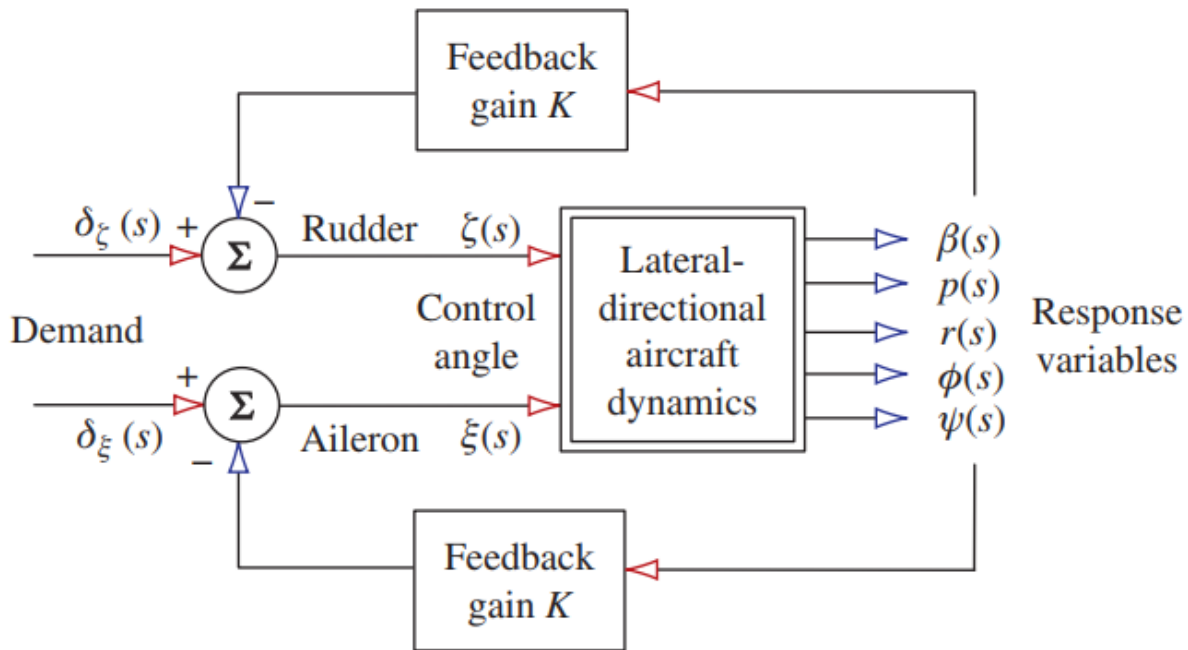 Feedback
gain K
−
δζ (s)
+
Σ
Rudder
ζ(s)
Demand
Control
angle
Lateral-
directional
aircraft
dynamics
β(s)
p(s)
r(s)
ϕ(s)
ψ(s)
Response
variables
+
δξ (s)
Σ
−
Aileron
ξ(s)
Feedback
gain K